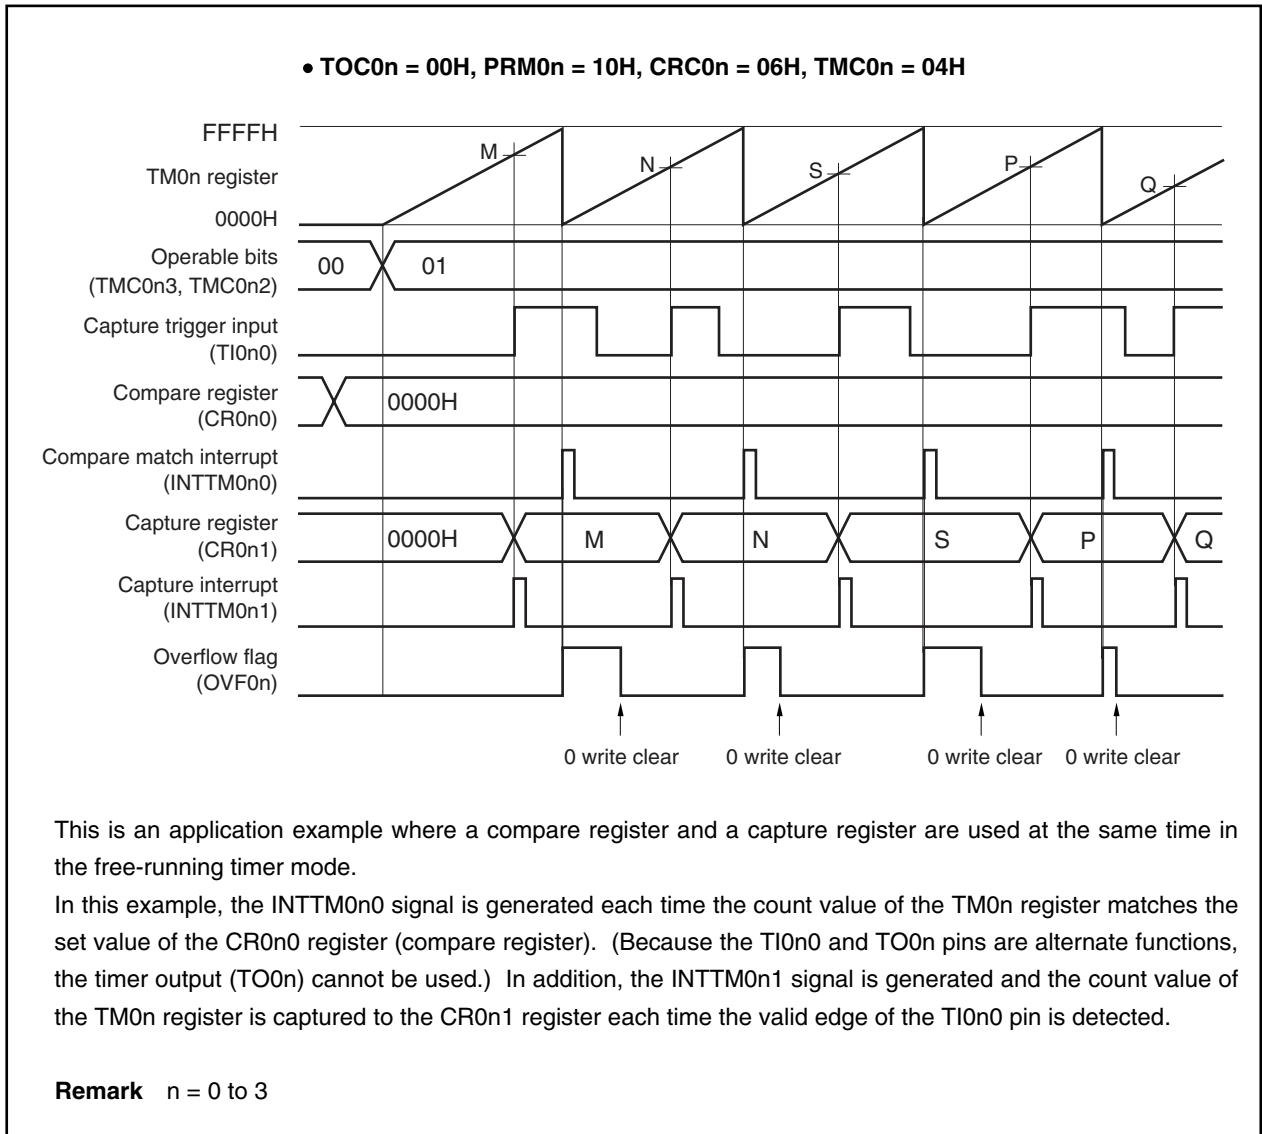 • TOC0n = 00H, PRM0n = 10H, CRC0n = 06H, TMC0n = 04H
FFFFH
TM0n register
0000H
M
N
S
P
Q
Operable bits
(TMC0n3, TMC0n2)
00
01
Capture trigger input
(TI0n0)
Compare register
(CR0n0)
0000H
Compare match interrupt
(INTTM0n0)
Capture register
(CR0n1)
0000H
M
N
S
P
Q
Capture interrupt
(INTTM0n1)
Overflow flag
(OVF0n)
0 write clear
0 write clear
0 write clear
0 write clear
This is an application example where a compare register and a capture register are used at the same time in
the free-running timer mode.
In this example, the INTTM0n0 signal is generated each time the count value of the TM0n register matches the
set value of the CR0n0 register (compare register). (Because the TI0n0 and TO0n pins are alternate functions,
the timer output (TO0n) cannot be used.) In addition, the INTTM0n1 signal is generated and the count value of
the TM0n register is captured to the CR0n1 register each time the valid edge of the TI0n0 pin is detected.
Remark n = 0 to 3